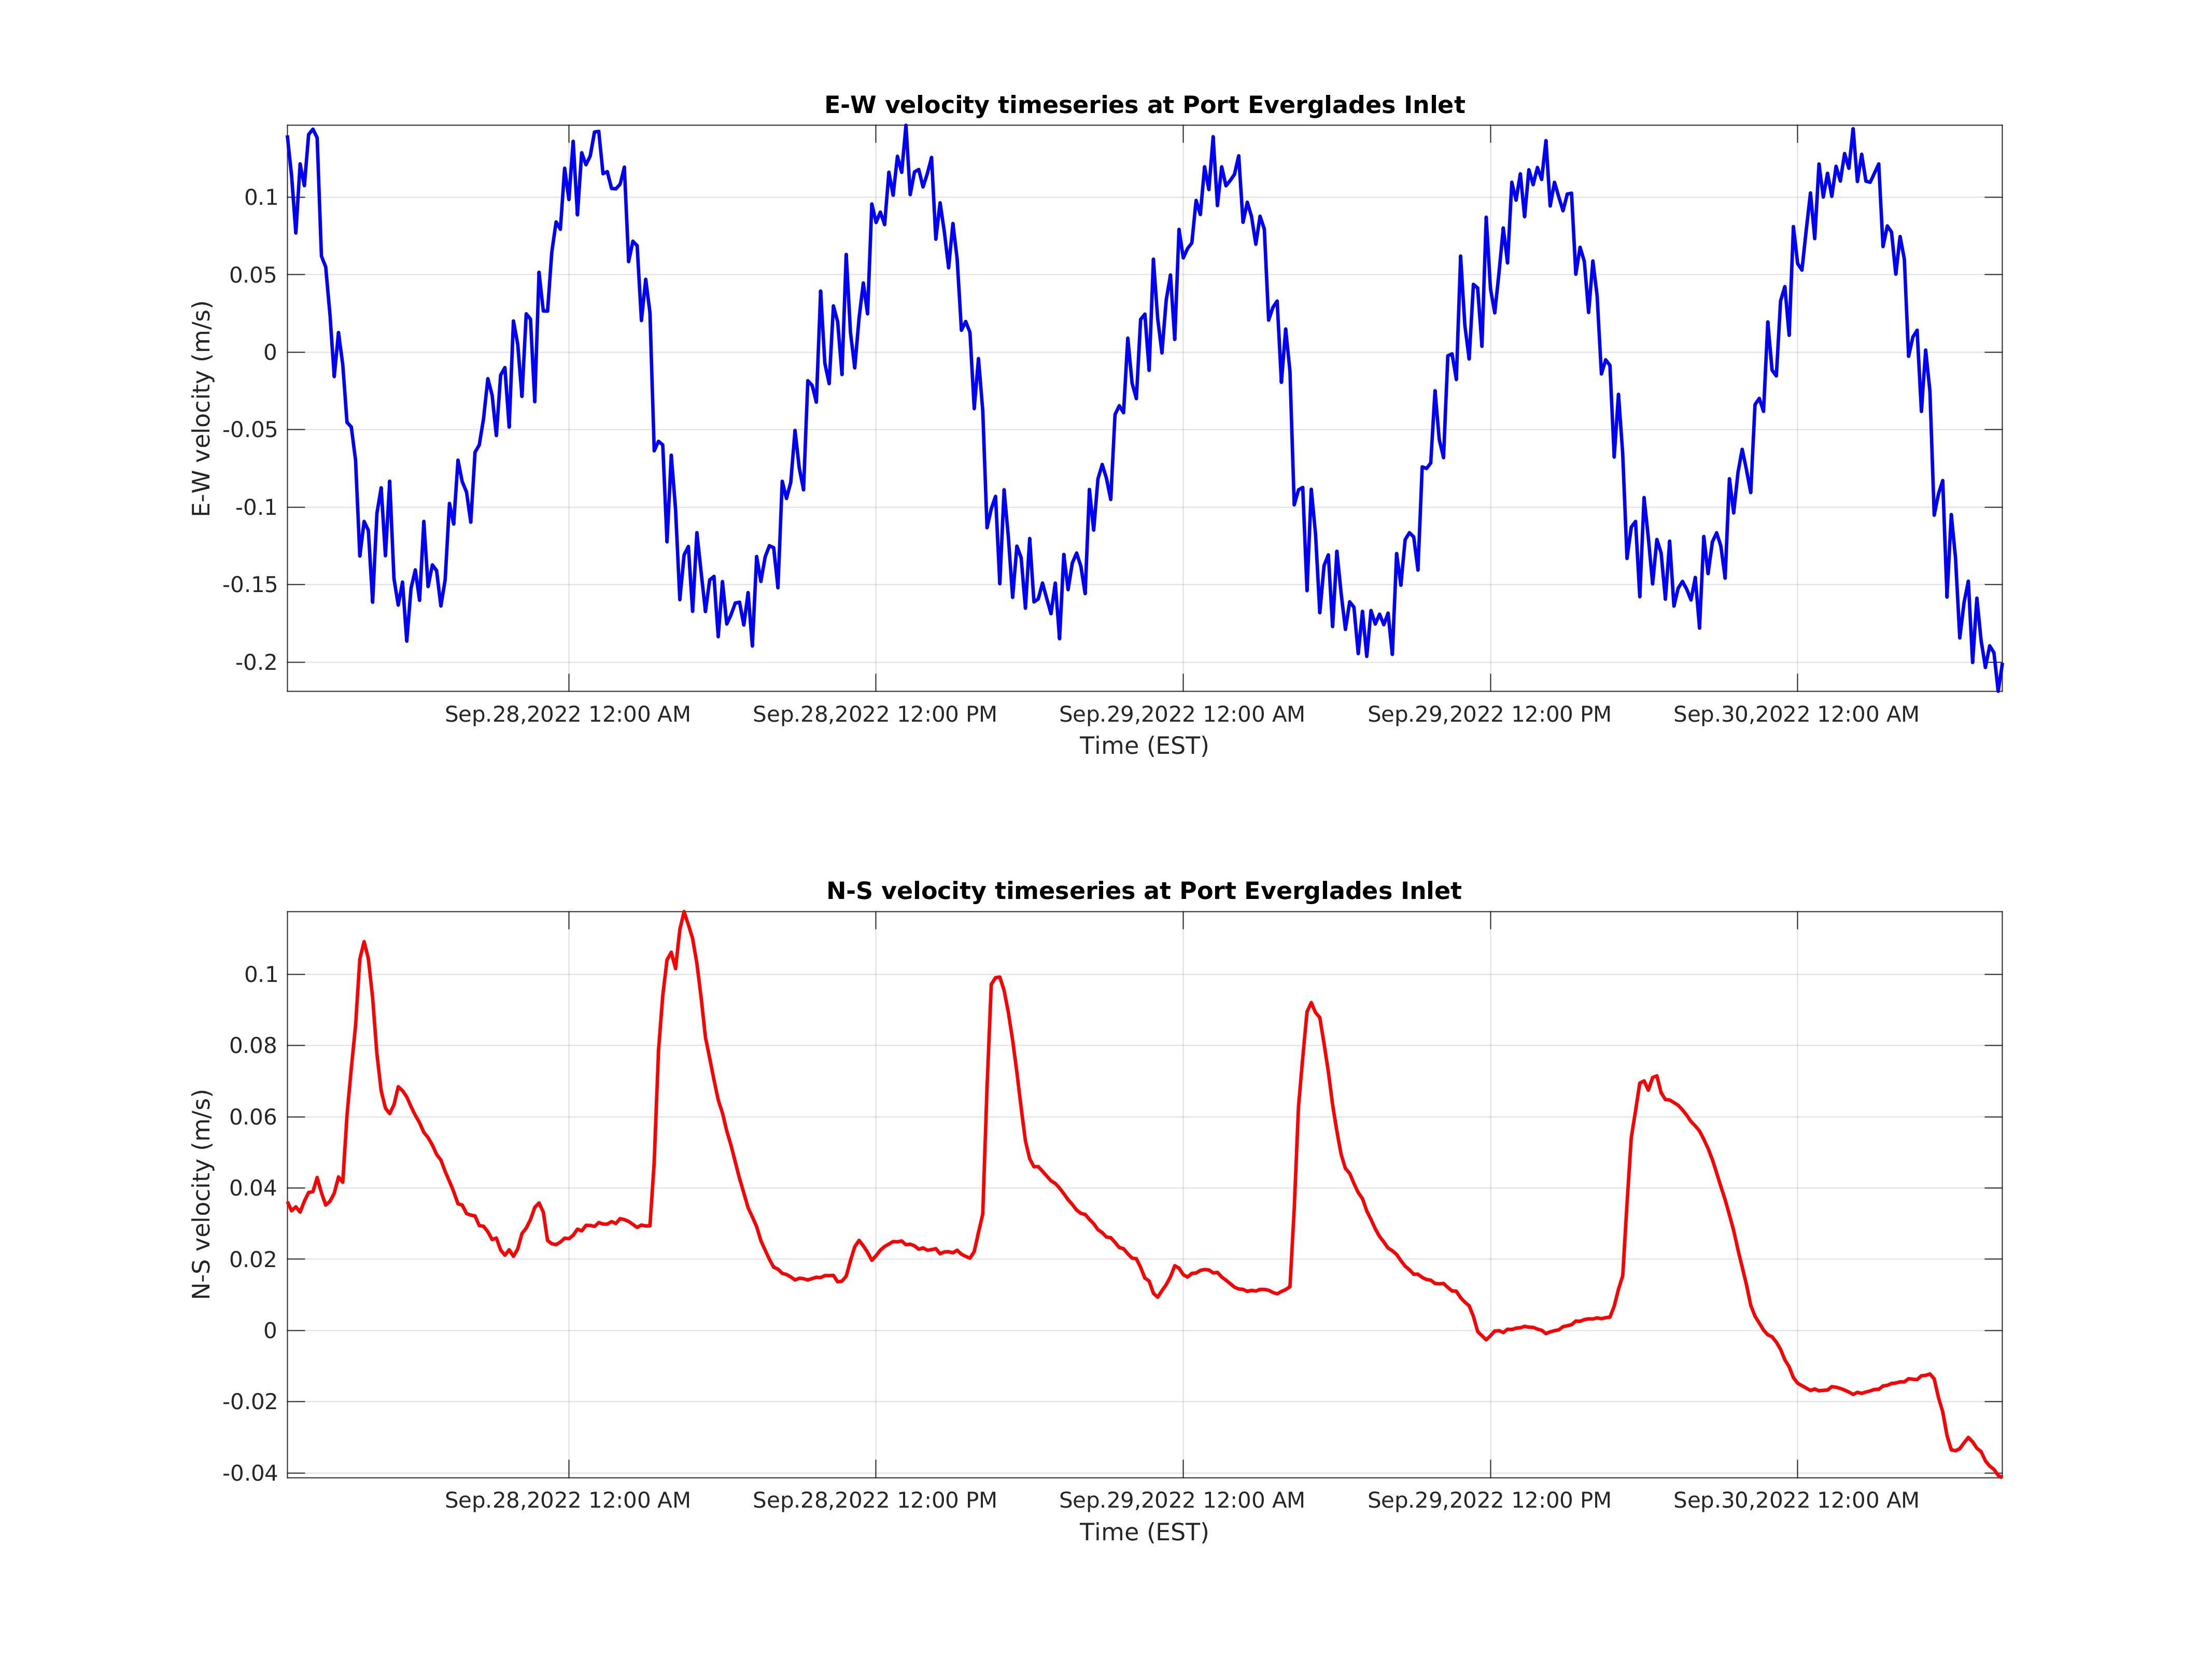 E-W velocity timeseries at Port Everglades Inlet
E-W velocity (m/s)
0.1
0.05
0
-0.05
-0.1
-0.15
-0.2
Sep.28,2022 12:00 AM
Sep.28,2022 12:00 PM
Sep.29,2022 12:00 AM
Sep.29,2022 12:00 PM
Sep.30,2022 12:00 AM
Time (EST)
N-S velocity timeseries at Port Everglades Inlet
N-S velocity (m/s)
0.1
0.08
0.06
0.04
0.02
0
-0.02
-0.04
Sep.28,2022 12:00 AM
Sep.28,2022 12:00 PM
Sep.29,2022 12:00 AM
Sep.29,2022 12:00 PM
Sep.30,2022 12:00 AM
Time (EST)